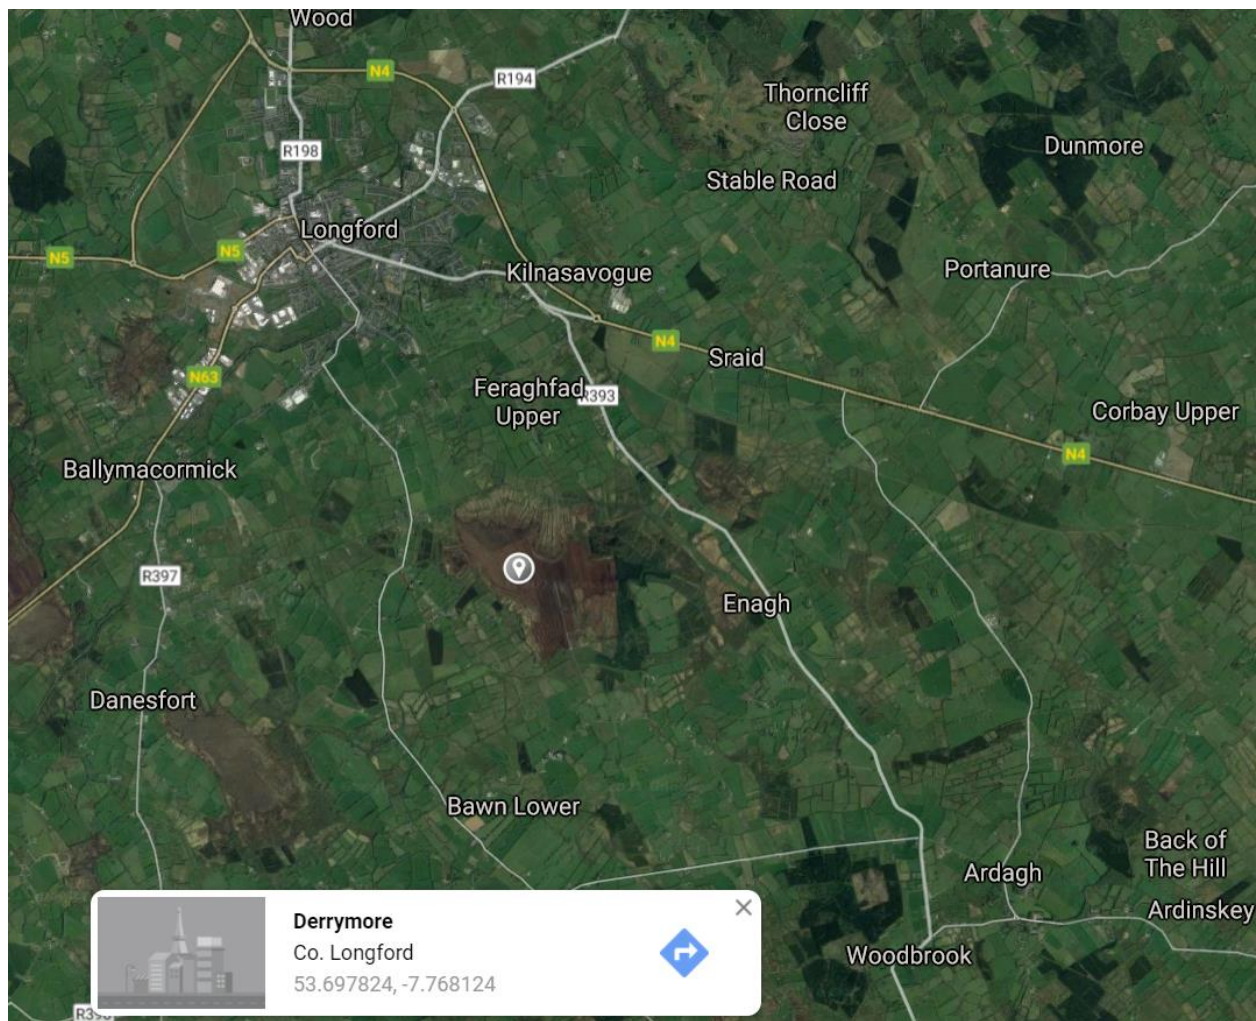 Wood
N4
R194
Thorncliff
Close
Dunmore
R198
Stable Road
Longford
N5
N5
Kilnasavogue
Portanure
N4
Sraid
N63
Feraghfad
Upper
R393
Corbay Upper
N4
Ballymacormick
R397
Enagh
Danesfort
Bawn Lower
Back of
The Hill
Ardagh
Ardinskey
Woodbrook
Derrymore
Co. Longford
53.697824, -7.768124